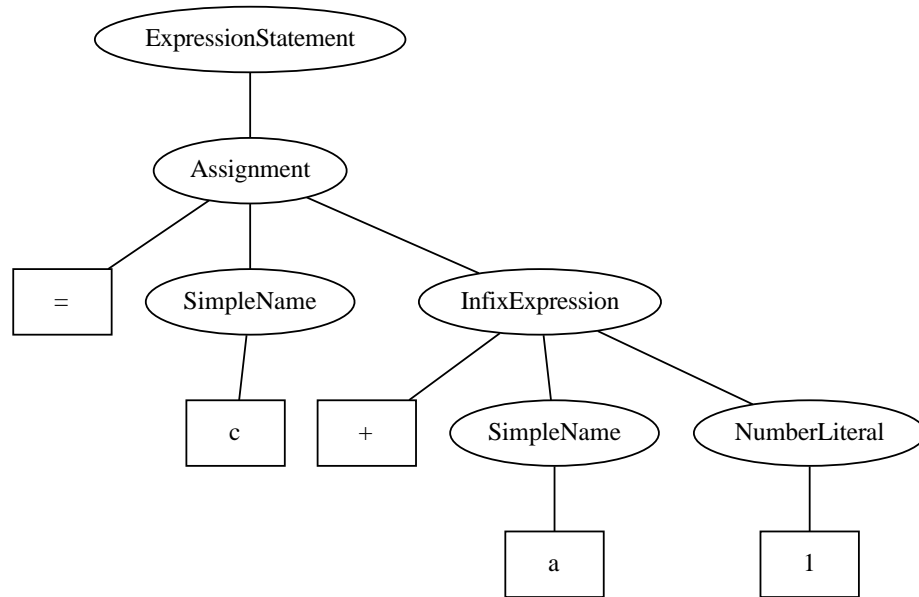 ExpressionStatement
Assignment
=
SimpleName
InfixExpression
c
+
SimpleName
NumberLiteral
a
1